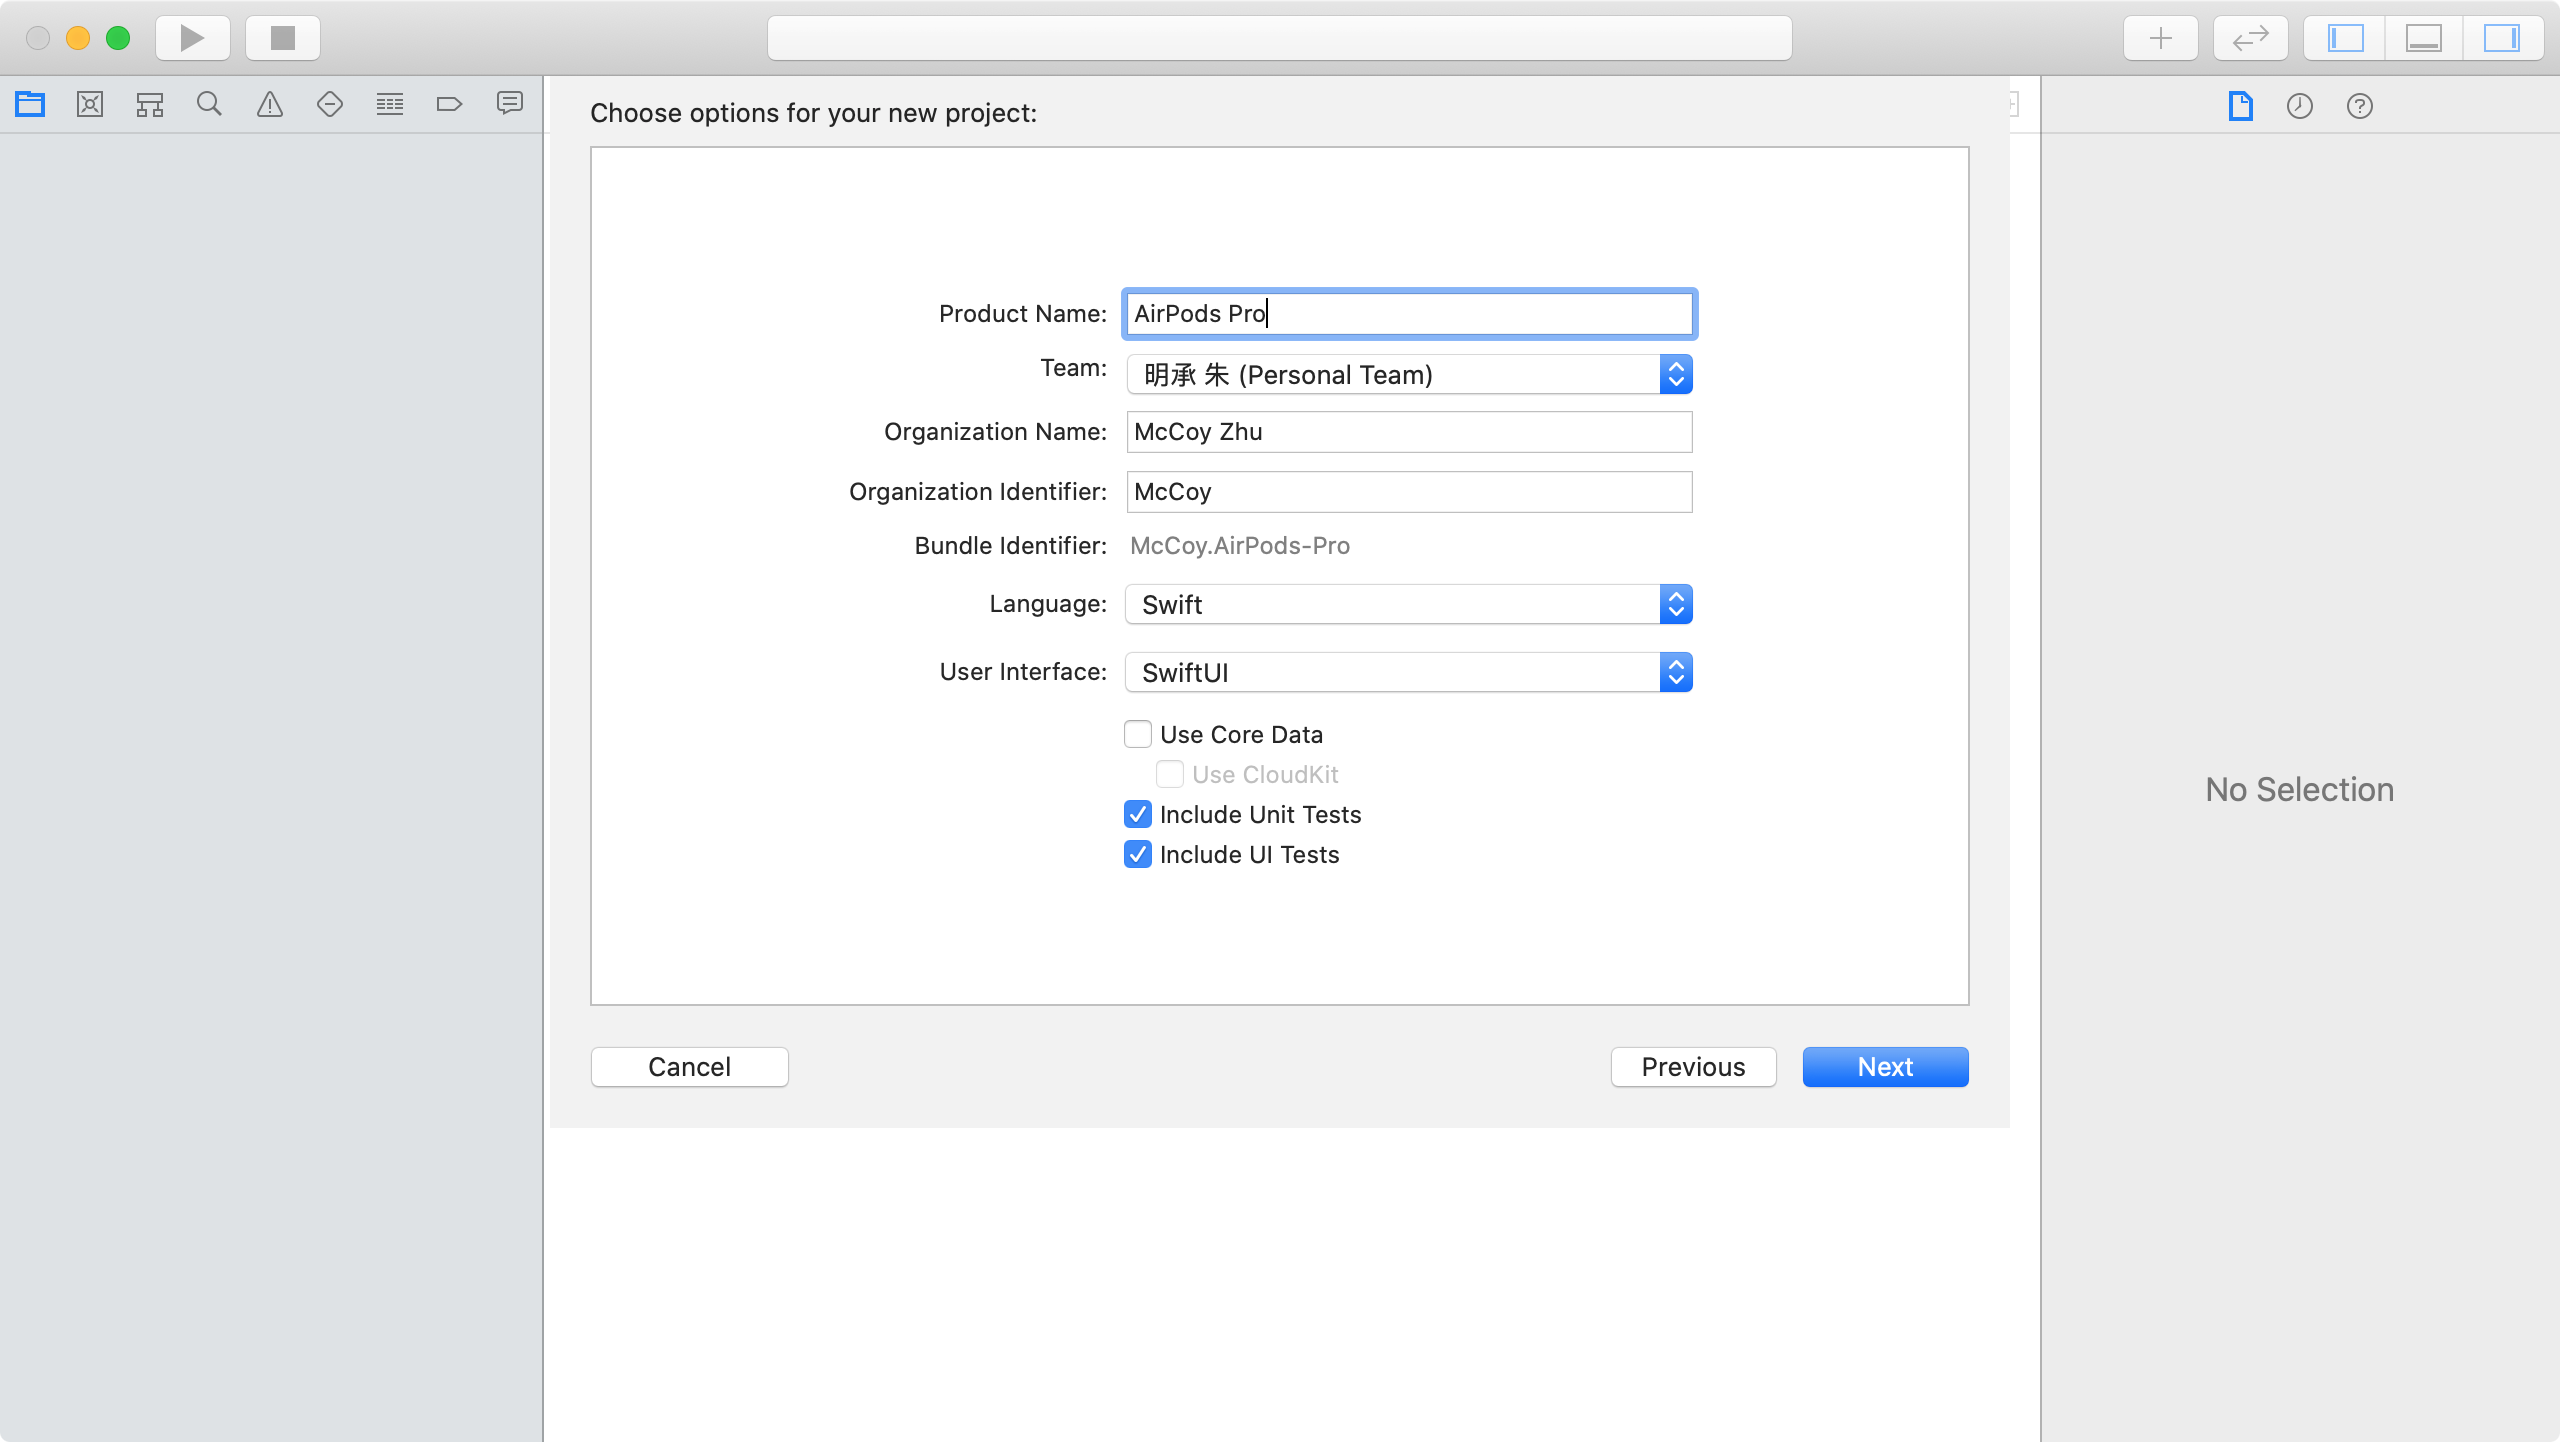 Choose options for your new project:
Product Name: AirPods Pro
Team: 明承 朱 (Personal Team)
Organization Name: McCoy Zhu
Organization Identifier: McCoy
Bundle Identifier: McCoy.AirPods-Pro
Language: Swift
User Interface: SwiftUI
Use Core Data
Use CloudKit
Include Unit Tests
Include UI Tests
No Selection
Cancel
Previous
Next